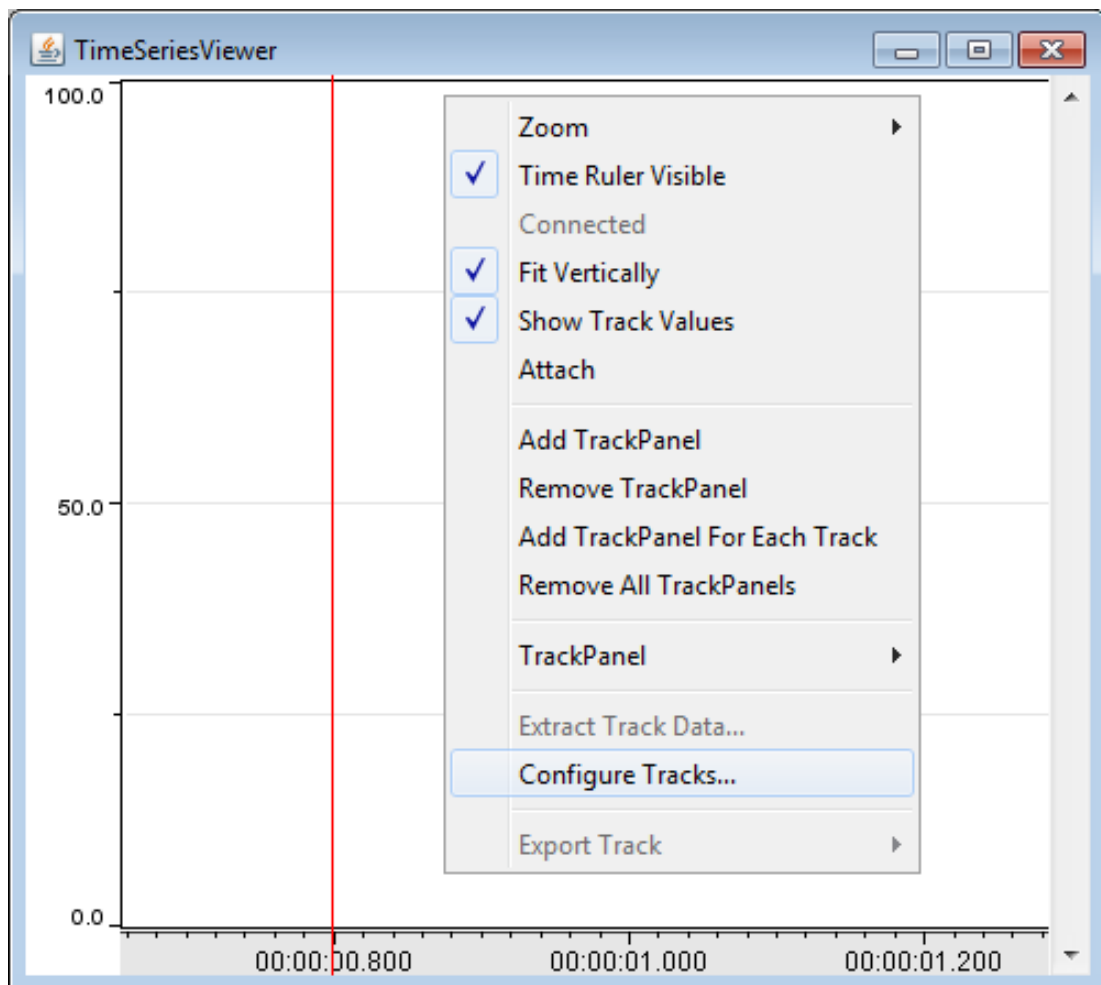 TimeSeriesViewer
100.0
Zoom
Time Ruler Visible
Connected
Fit Vertically
Show Track Values
Attach
Add TrackPanel
Remove TrackPanel
50.0
Add TrackPanel For Each Track
Remove All TrackPanels
TrackPanel
Extract Track Data...
Configure Tracks...
Export Track
0.0
00:00:00.800 00:00:01.000 00:00:01.200